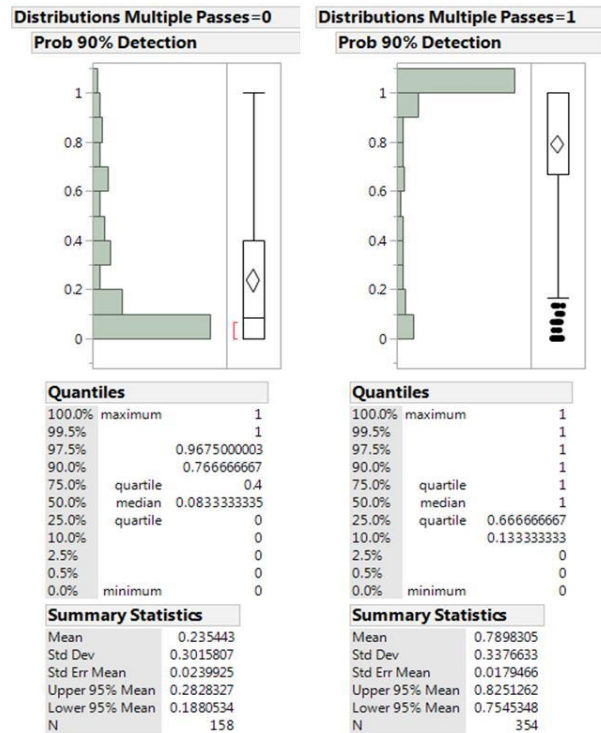 Distributions Multiple Passes=0
Prob 90% Detection
1
0.8
0.6
0.4
0.2
0
Quantiles
100.0% maximum 1
99.5% 1
97.5% 0.9675000003
90.0% 0.766666667
75.0% quartile 0.4
50.0% median 0.0833333335
25.0% quartile 0
10.0% 0
2.5% 0
0.5% 0
0.0% minimum 0
Summary Statistics
Mean 0.235443
Std Dev 0.3015807
Std Err Mean 0.0239925
Upper 95% Mean 0.2828327
Lower 95% Mean 0.1880534
N 158
Distributions Multiple Passes=1
Prob 90% Detection
1
0.8
0.6
0.4
0.2
0
Quantiles
100.0% maximum 1
99.5% 1
97.5% 1
90.0% 1
75.0% quartile 1
50.0% median 1
25.0% quartile 0.666666667
10.0% 0.133333333
2.5% 0
0.5% 0
0.0% minimum 0
Summary Statistics
Mean 0.7898305
Std Dev 0.3376633
Std Err Mean 0.0179466
Upper 95% Mean 0.8251262
Lower 95% Mean 0.7545348
N 354